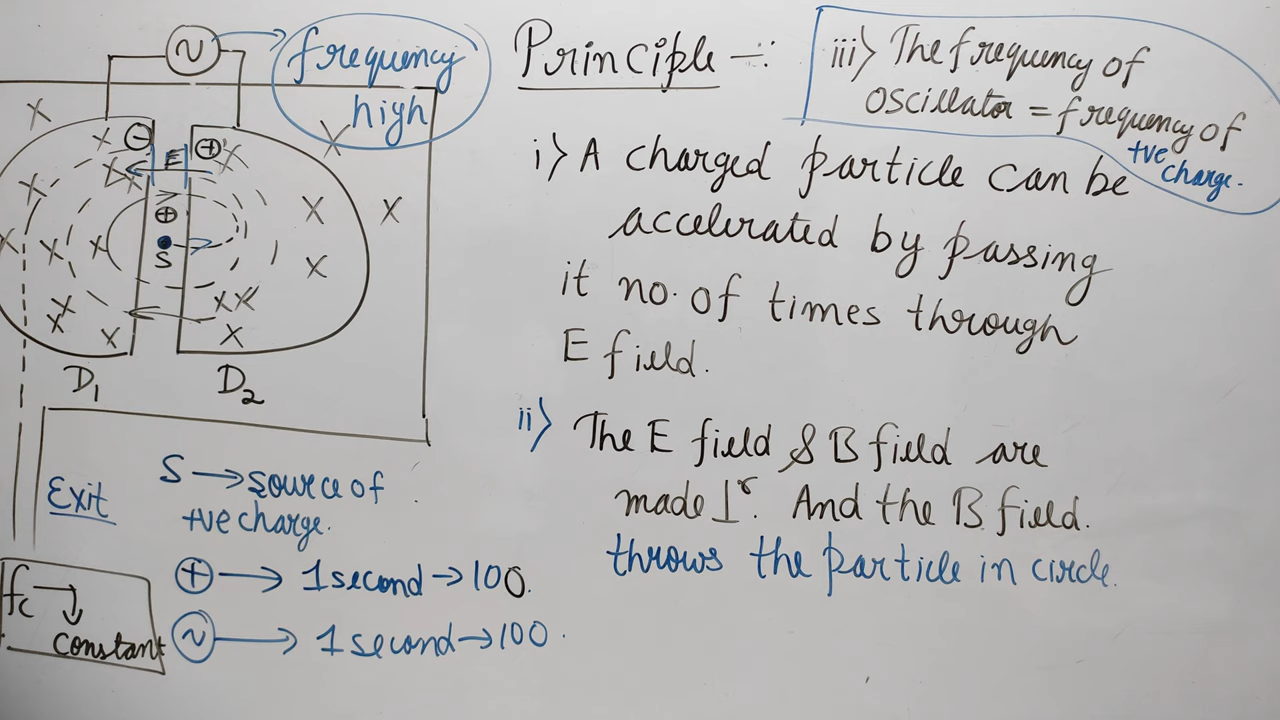 frequency
high
E
S
D1
D2
Exit
S → source of
+ve charge.
⊕ → 1 second → 100.
~ → 1 second → 100.
fc →
constant
Principle -:
iii> The frequency of
oscillator = frequency of
+ve
charge.
i> A charged particle can be
accelerated by passing
it no. of times through
E field.
ii> The E field & B field are
made ⊥r. And the B field.
throws the particle in circle.